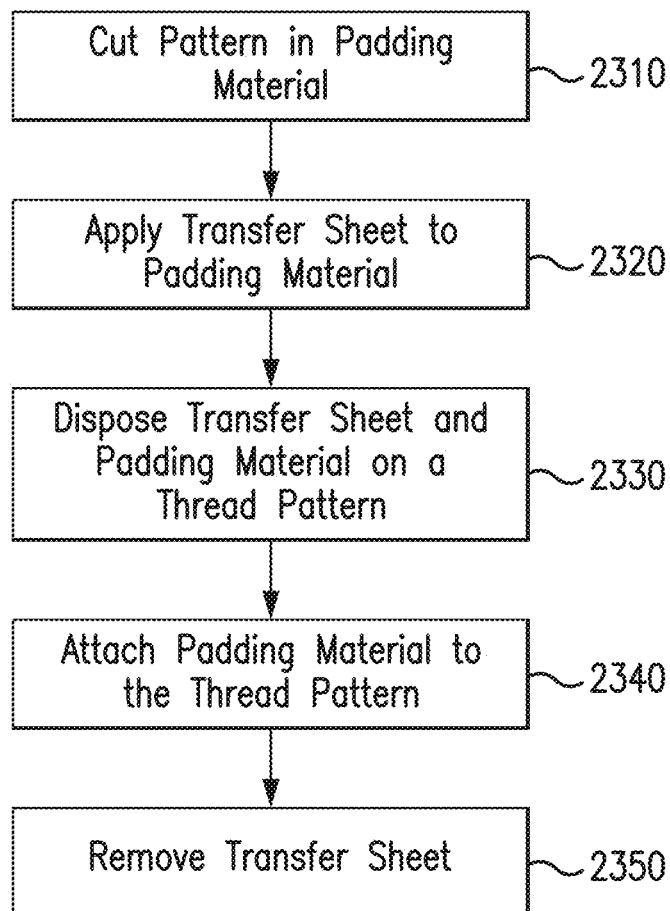 Cut Pattern in Padding
Material
2310
Apply Transfer Sheet to
Padding Material
2320
Dispose Transfer Sheet and
Padding Material on a
Thread Pattern
2330
Attach Padding Material to
the Thread Pattern
2340
Remove Transfer Sheet
2350